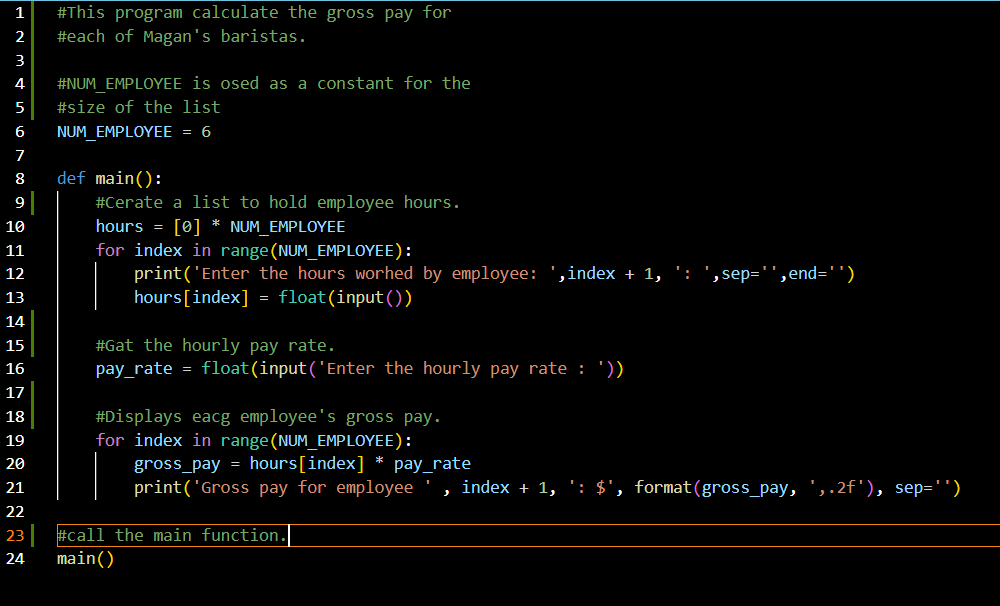 1 #This program calculate the gross pay for
2 #each of Magan's baristas.
3
4 #NUM_EMPLOYEE is osed as a constant for the
5 #size of the list
6 NUM_EMPLOYEE = 6
7
8 def main():
9     #Cerate a list to hold employee hours.
10     hours = [0] * NUM_EMPLOYEE
11     for index in range(NUM_EMPLOYEE):
12         print('Enter the hours worhed by employee: ',index + 1, ': ',sep='',end='')
13         hours[index] = float(input())
14
15     #Gat the hourly pay rate.
16     pay_rate = float(input('Enter the hourly pay rate : '))
17
18     #Displays eacg employee's gross pay.
19     for index in range(NUM_EMPLOYEE):
20         gross_pay = hours[index] * pay_rate
21         print('Gross pay for employee ' , index + 1, ': $', format(gross_pay, ',.2f'), sep='')
22
23 #call the main function.
24 main()